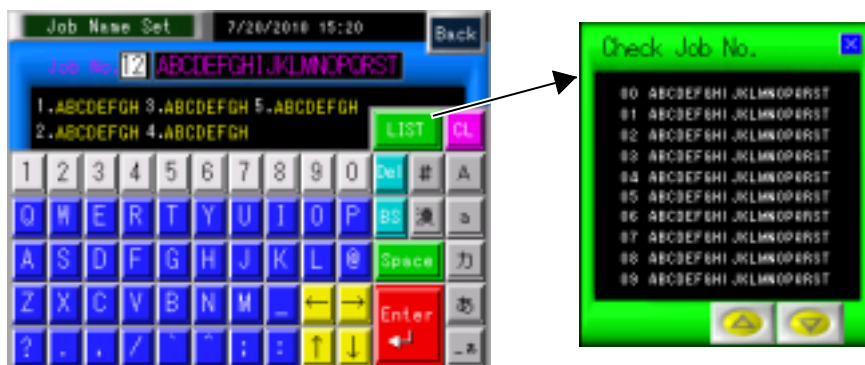 Job Name Set 7/20/2010 15:20 Back
Job No. 12 ABCDEFGHIJKLMNOPQRST
1.ABCDEFGH 3.ABCDEFGH 5.ABCDEFGH
2.ABCDEFGH 4.ABCDEFGH
LIST CL
1 2 3 4 5 6 7 8 9 0 Del # A
Q W E R T Y U I O P BS 漢 a
A S D F G H J K L @ Space カ
Z X C V B N M _ ← → Enter あ
? . , / ` ^ ; : ↑ ↓
Check Job No. ×
00 ABCDEFGHIJKLMNOPQRST
01 ABCDEFGHIJKLMNOPQRST
02 ABCDEFGHIJKLMNOPQRST
03 ABCDEFGHIJKLMNOPQRST
04 ABCDEFGHIJKLMNOPQRST
05 ABCDEFGHIJKLMNOPQRST
06 ABCDEFGHIJKLMNOPQRST
07 ABCDEFGHIJKLMNOPQRST
08 ABCDEFGHIJKLMNOPQRST
09 ABCDEFGHIJKLMNOPQRST